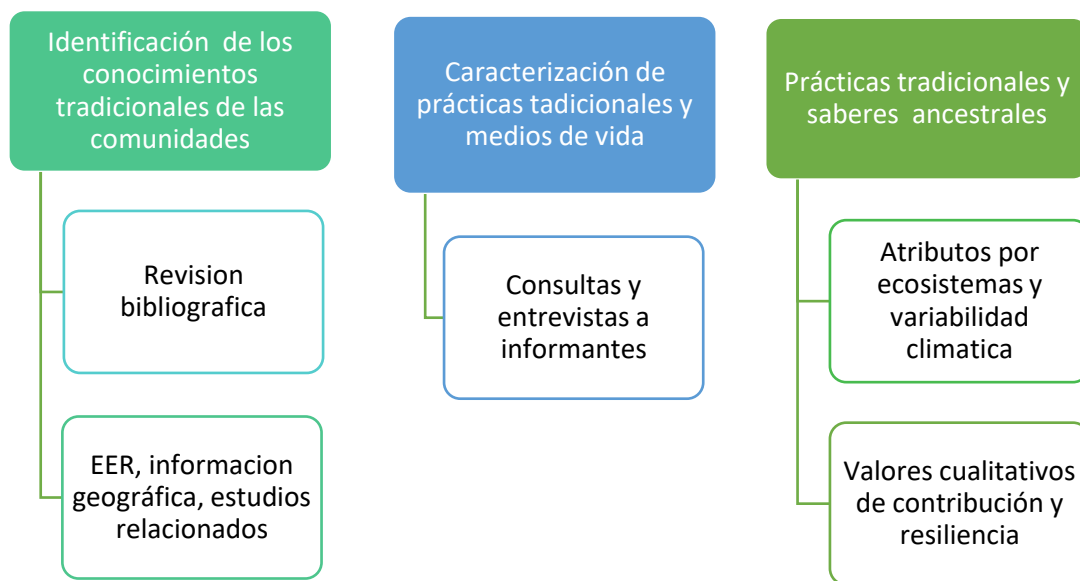 Identificación de los
conocimientos
tradicionales de las
comunidades
Revision
bibliografica
EER, informacion
geográfica, estudios
relacionados
Caracterización de
prácticas tadicionales y
medios de vida
Consultas y
entrevistas a
informantes
Prácticas tradicionales y
saberes ancestrales
Atributos por
ecosistemas y
variabilidad
climatica
Valores cualitativos
de contribución y
resiliencia